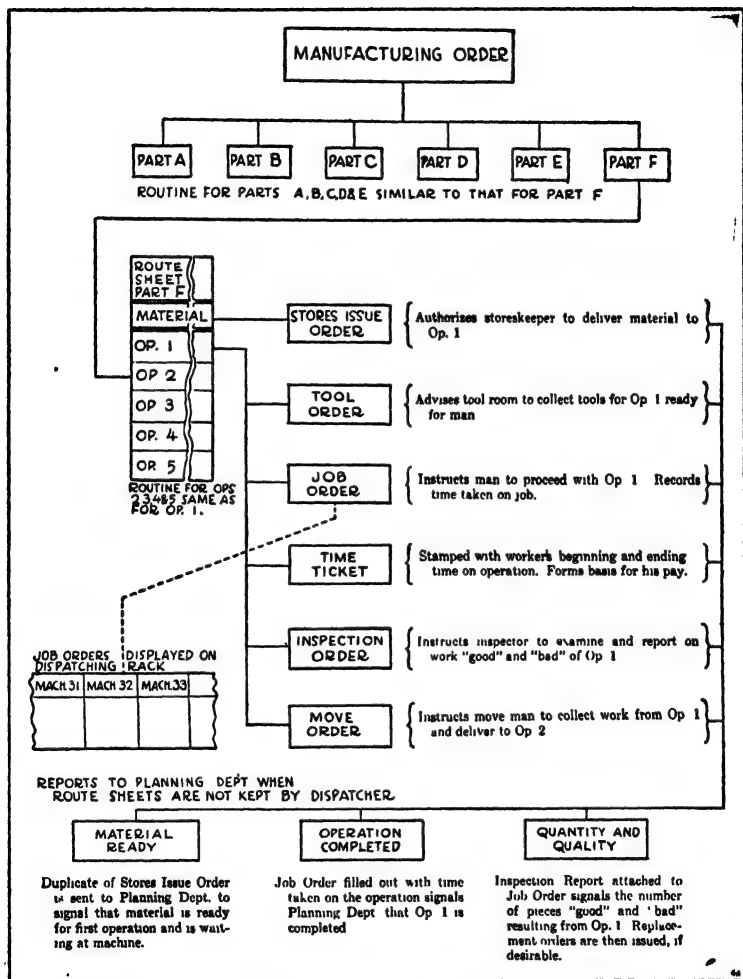 MANUFACTURING ORDER
PART A PART B PART C PART D PART E PART F
ROUTINE FOR PARTS A,B,C,D&E SIMILAR TO THAT FOR PART F
ROUTE
SHEET
PART F
MATERIAL
OP. 1
OP 2
OP 3
OP. 4
OP. 5
ROUTINE FOR OPS
2,3,4&5 SAME AS
FOR OP. 1.
STORES ISSUE
ORDER
Authorizes storeskeeper to deliver material to
Op. 1
TOOL
ORDER
Advises tool room to collect tools for Op 1 ready
for man
JOB
ORDER
Instructs man to proceed with Op 1 Records
time taken on job.
TIME
TICKET
Stamped with worker's beginning and ending
time on operation. Forms basis for his pay.
INSPECTION
ORDER
Instructs inspector to examine and report on
work "good" and "bad" of Op 1
MOVE
ORDER
Instructs move man to collect work from Op 1
and deliver to Op 2
JOB ORDERS DISPLAYED ON
DISPATCHING RACK
MACH. 31 MACH 32 MACH. 33
REPORTS TO PLANNING DEPT WHEN
ROUTE SHEETS ARE NOT KEPT BY DISPATCHER
MATERIAL
READY
Duplicate of Stores Issue Order
is sent to Planning Dept. to
signal that material is ready
for first operation and is wait-
ing at machine.
OPERATION
COMPLETED
Job Order filled out with time
taken on the operation signals
Planning Dept that Op 1 is
completed
QUANTITY AND
QUALITY
Inspection Report attached to
Job Order signals the number
of pieces "good" and 'bad"
resulting from Op. 1 Replace-
ment orders are then issued, if
desirable.